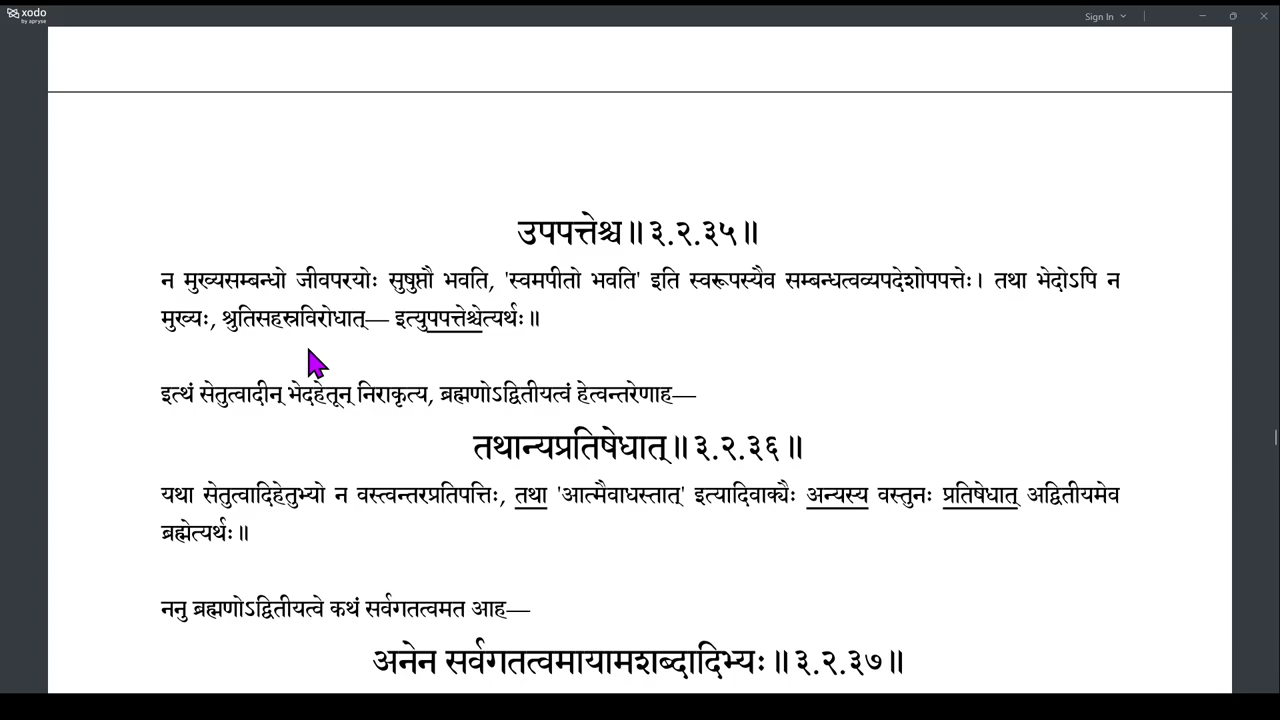 xodo
by apryse
Sign In
उपपत्तेश्च॥३.२.३५॥
न मुख्यसम्बन्धो जीवपरयोः सुषुप्तौ भवति, 'स्वमपीतो भवति' इति स्वरूपस्यैव सम्बन्धत्वव्यपदेशोपपत्तेः। तथा भेदोऽपि न
मुख्यः, श्रुतिसहस्रविरोधात्— इत्युपपत्तेश्चेत्यर्थः॥
इत्थं सेतुत्वादीन् भेदहेतून् निराकृत्य, ब्रह्मणोऽद्वितीयत्वं हेत्वन्तरेणाह—
तथान्यप्रतिषेधात्॥३.२.३६॥
यथा सेतुत्वादिहेतुभ्यो न वस्त्वन्तरप्रतिपत्तिः, तथा 'आत्मैवाधस्तात्' इत्यादिवाक्यैः अन्यस्य वस्तुनः प्रतिषेधात् अद्वितीयमेव
ब्रह्मेत्यर्थः॥
ननु ब्रह्मणोऽद्वितीयत्वे कथं सर्वगतत्वमत आह—
अनेन सर्वगतत्वमायामशब्दादिभ्यः॥३.२.३७॥